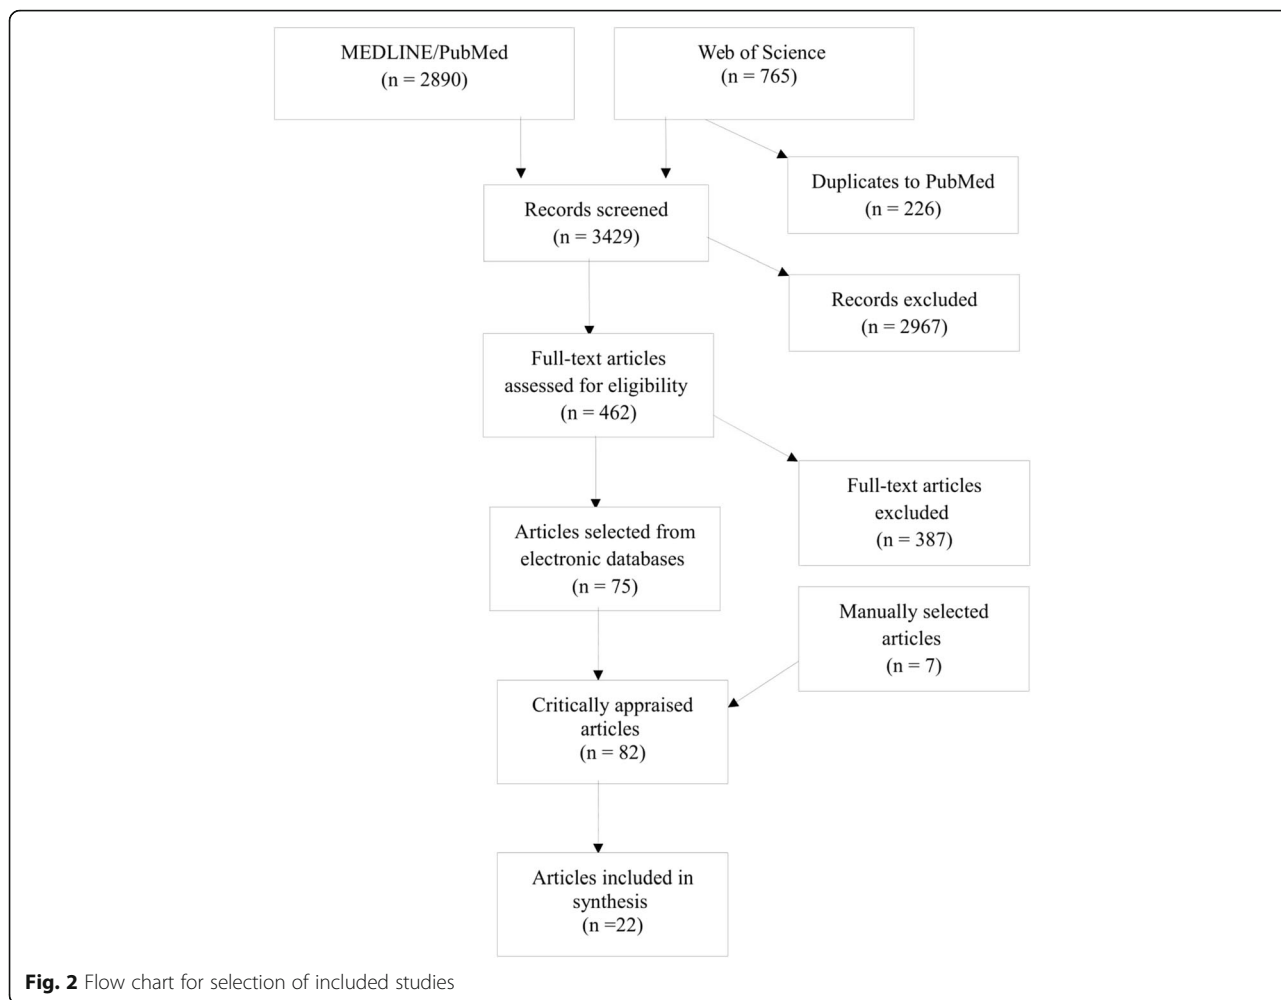 MEDLINE/PubMed
(n = 2890)
Web of Science
(n = 765)
Duplicates to PubMed
(n = 226)
Records screened
(n = 3429)
Records excluded
(n = 2967)
Full-text articles
assessed for eligibility
(n = 462)
Full-text articles
excluded
(n = 387)
Articles selected from
electronic databases
(n = 75)
Manually selected
articles
(n = 7)
Critically appraised
articles
(n = 82)
Articles included in
synthesis
(n =22)
Fig. 2 Flow chart for selection of included studies